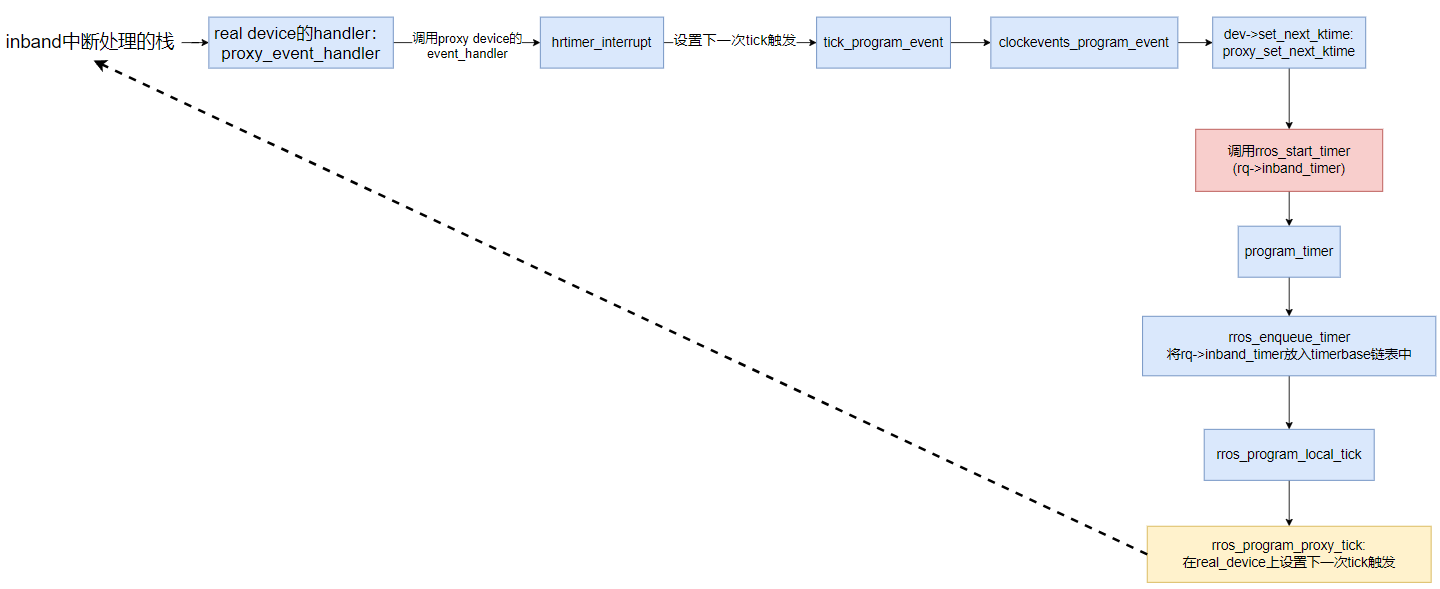 inband中断处理的栈
real device的handler：
proxy_event_handler
调用proxy device的
event_handler
hrtimer_interrupt
设置下一次tick触发
tick_program_event
clockevents_program_event
dev->set_next_ktime:
proxy_set_next_ktime
调用rros_start_timer
(rq->inband_timer)
program_timer
rros_enqueue_timer
将rq->inband_timer放入timerbase链表中
rros_program_local_tick
rros_program_proxy_tick:
在real_device上设置下一次tick触发